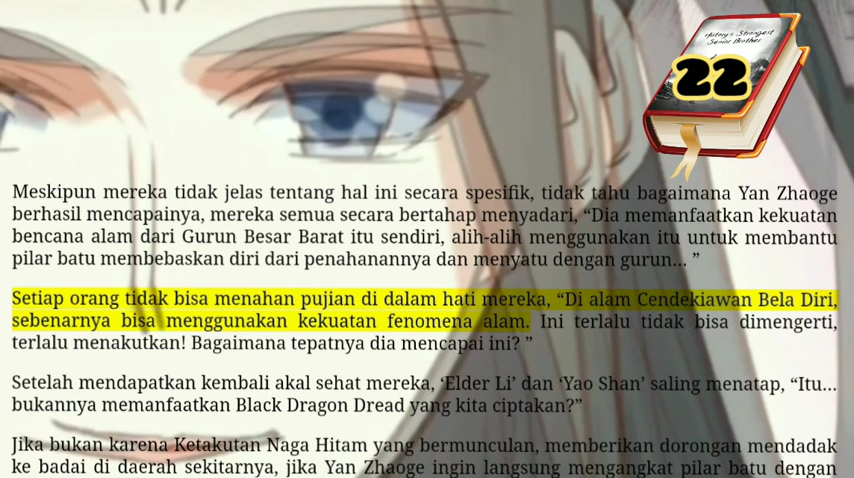 History's Strongest
Senior Brother
22
Meskipun mereka tidak jelas tentang hal ini secara spesifik, tidak tahu bagaimana Yan Zhaoge
berhasil mencapainya, mereka semua secara bertahap menyadari, “Dia memanfaatkan kekuatan
bencana alam dari Gurun Besar Barat itu sendiri, alih-alih menggunakan itu untuk membantu
pilar batu membebaskan diri dari penahanannya dan menyatu dengan gurun... ”
Setiap orang tidak bisa menahan pujian di dalam hati mereka, “Di alam Cendekiawan Bela Diri,
sebenarnya bisa menggunakan kekuatan fenomena alam. Ini terlalu tidak bisa dimengerti,
terlalu menakutkan! Bagaimana tepatnya dia mencapai ini? ”
Setelah mendapatkan kembali akal sehat mereka, ‘Elder Li’ dan ‘Yao Shan’ saling menatap, “Itu...
bukannya memanfaatkan Black Dragon Dread yang kita ciptakan?”
Jika bukan karena Ketakutan Naga Hitam yang bermunculan, memberikan dorongan mendadak
ke badai di daerah sekitarnya, jika Yan Zhaoge ingin langsung mengangkat pilar batu dengan